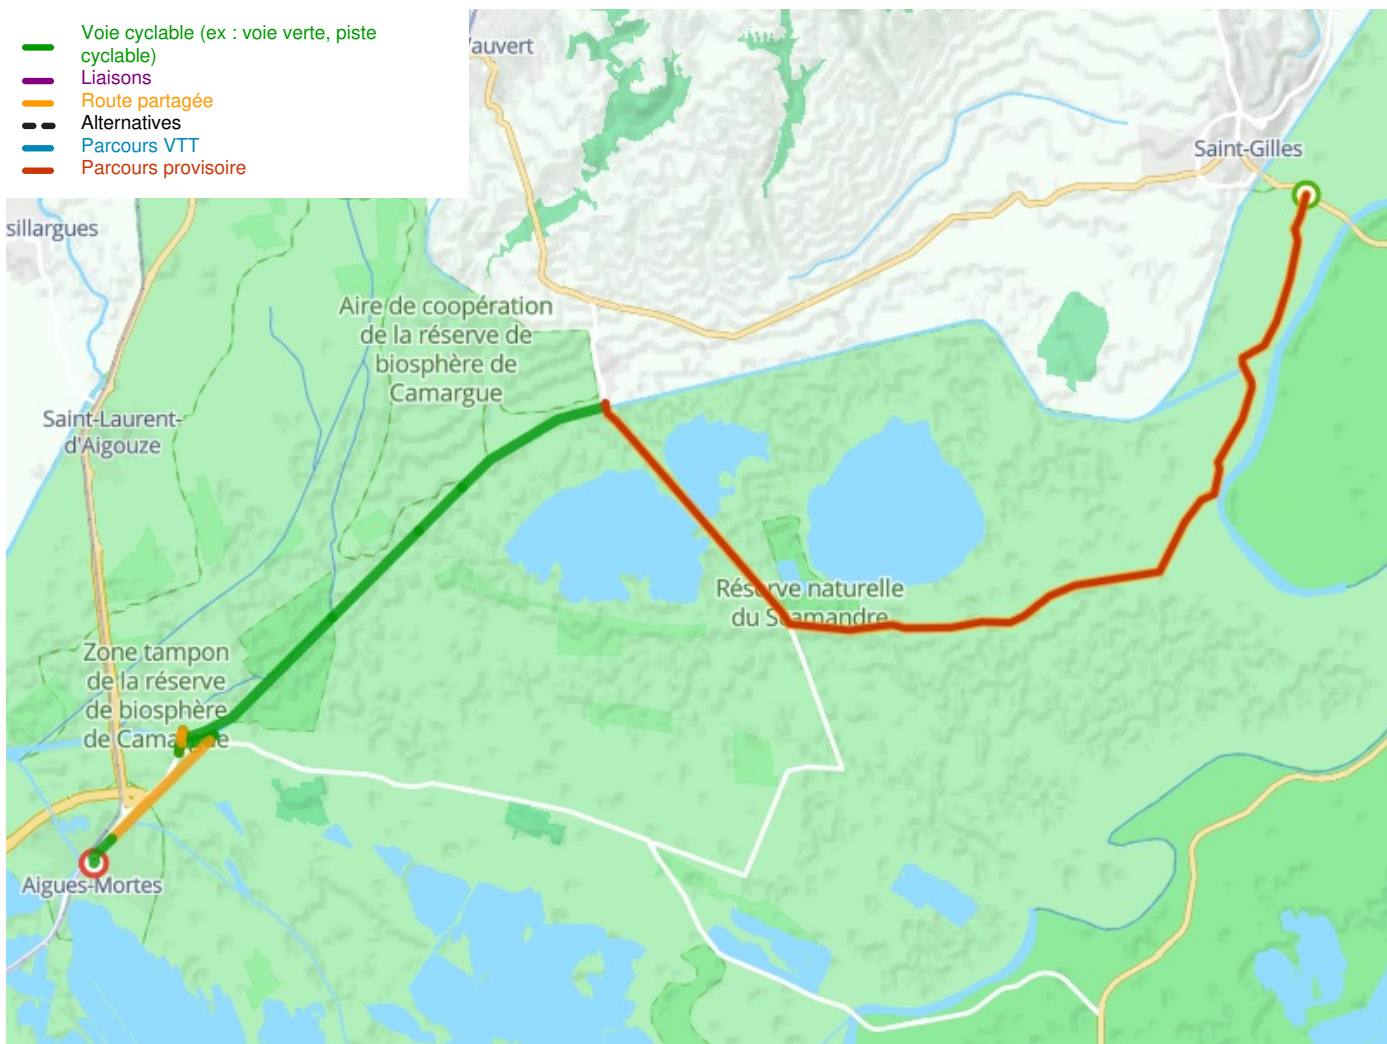 Voie cyclable (ex : voie verte, piste
cyclable)
Liaisons
Route partagée
Alternatives
Parcours VTT
Parcours provisoire
auvert
Saint-Gilles
sillargues
Aire de coopération
de la réserve de
biosphère de
Camargue
Saint-Laurent-
d'Aigouze
Réserve naturelle
du Scamandre
Zone tampon
de la réserve
de biosphère
de Camargue
Aigues-Mortes